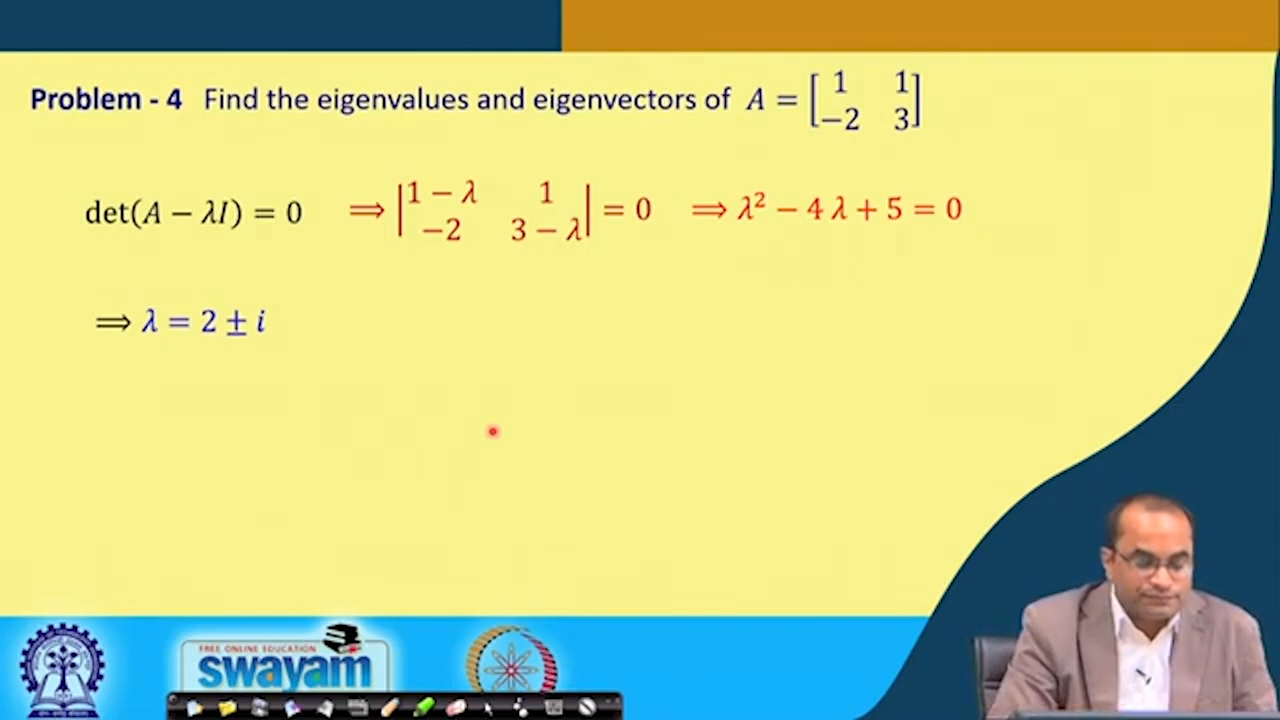 Problem - 4 Find the eigenvalues and eigenvectors of A = [1 1; −2 3]
det(A − λI) = 0 ⟹ |1 − λ 1; −2 3 − λ| = 0 ⟹ λ² − 4 λ + 5 = 0
⟹ λ = 2 ± i
FREE ONLINE EDUCATION
swayam